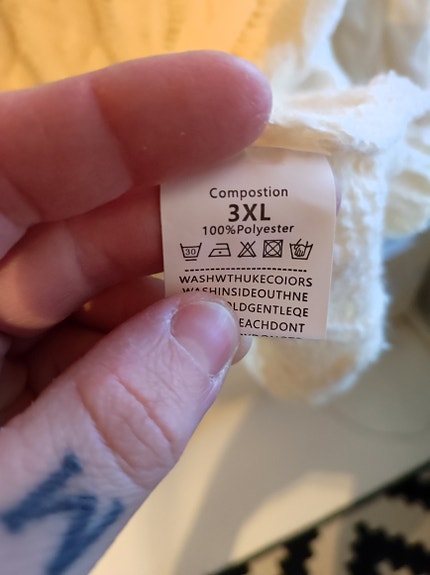 Compostion
3XL
100%Polyester
30
WASHWTHUKECOIORS
WASHINSIDEOUTHNE
OLDGENTLEQE
EACHDONT
M